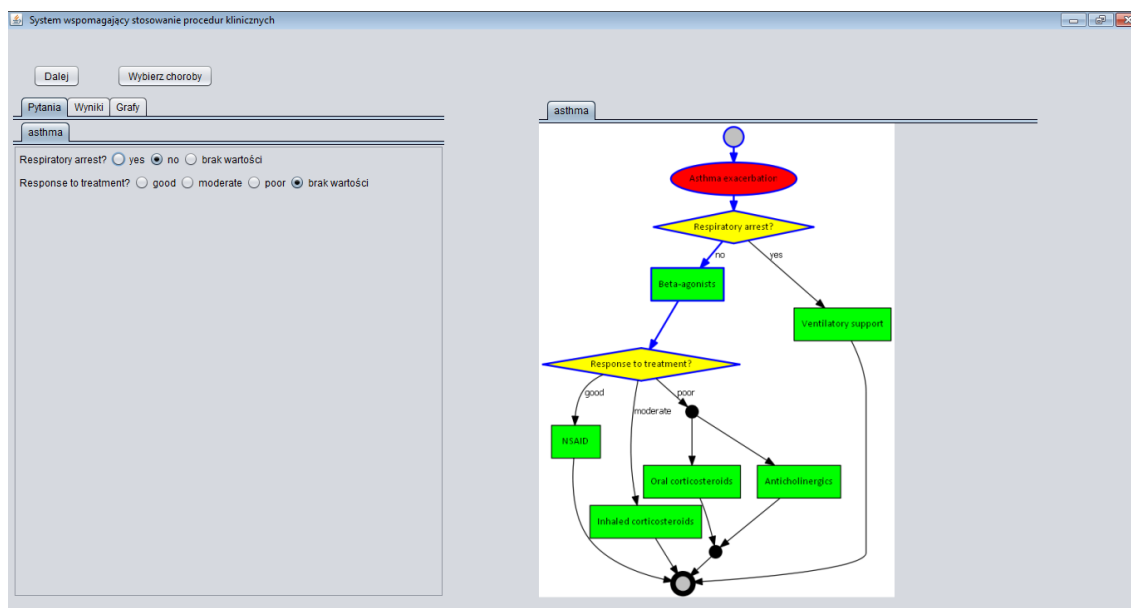 System wspomagający stosowanie procedur klinicznych
Dalej
Wybierz choroby
Pytania Wyniki Grafy
asthma
Respiratory arrest? yes no brak wartości
Response to treatment? good moderate poor brak wartości
asthma
Asthma exacerbation
Respiratory arrest?
no
yes
Beta-agonists
Ventilatory support
Response to treatment?
good
moderate
poor
NSAID
Oral corticosteroids
Anticholinergics
Inhaled corticosteroids